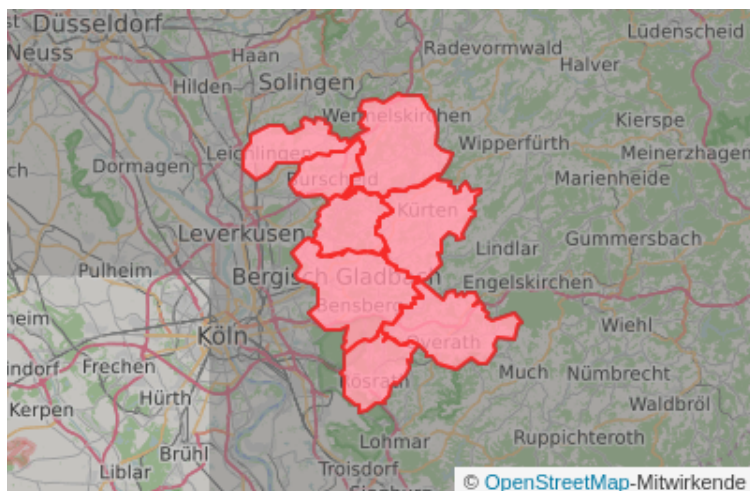 Düsseldorf
Lüdenscheid
Neuss
Haan
Radevormwald
Halver
Hilden
Solingen
Wermelskirchen
Kierspe
Wipperfürth
Leichlingen
Meinerzhagen
Dormagen
Burscheid
Marienheide
Kürten
Leverkusen
Lindlar
Gummersbach
Pulheim
Bergisch Gladbach
Engelskirchen
Bensberg
heim
Köln
Wiehl
Overath
Frechen
Much
Nümbrecht
Rösrath
Kerpen
Hürth
Waldbröl
Lohmar
Ruppichteroth
Brühl
Liblar
Troisdorf
© OpenStreetMap-Mitwirkende